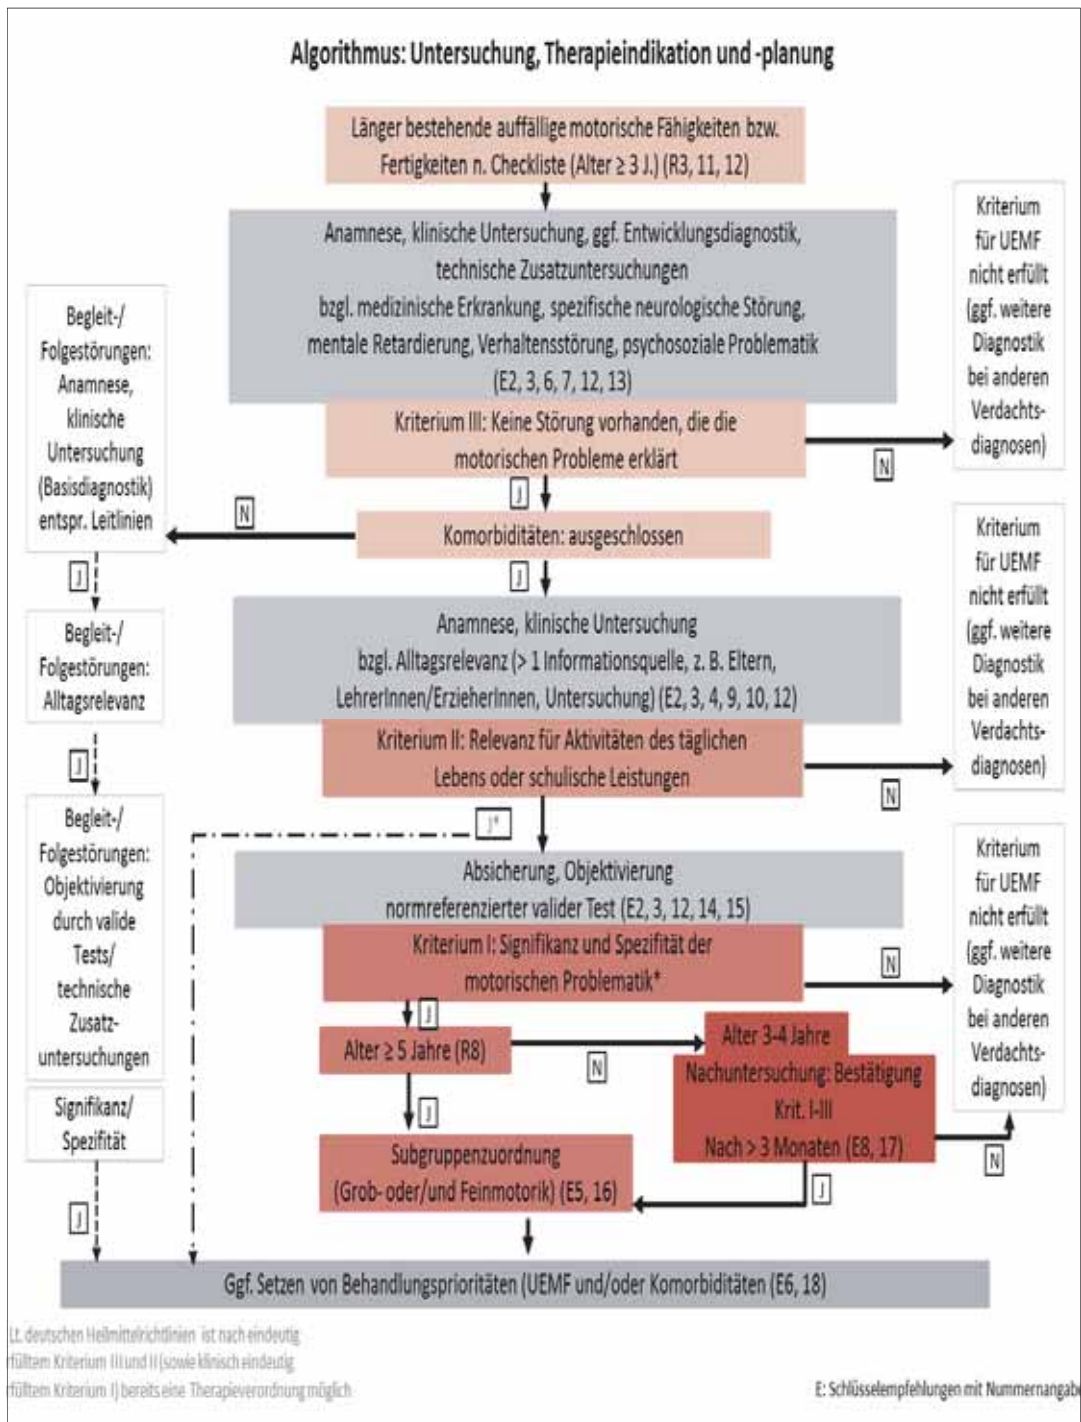 Algorithmus: Untersuchung, Therapieindikation und -planung
Länger bestehende auffällige motorische Fähigkeiten bzw.
Fertigkeiten n. Checkliste (Alter ≥ 3 J.) (R3, 11, 12)
Anamnese, klinische Untersuchung, ggf. Entwicklungsdiagnostik,
technische Zusatzuntersuchungen
bzgl. medizinische Erkrankung, spezifische neurologische Störung,
mentale Retardierung, Verhaltensstörung, psychosoziale Problematik
(E2, 3, 6, 7, 12, 13)
Kriterium III: Keine Störung vorhanden, die die
motorischen Probleme erklärt
N
Kriterium
für UEMF
nicht erfüllt
(ggf. weitere
Diagnostik
bei anderen
Verdachts-
diagnosen)
J
Komorbiditäten: ausgeschlossen
N
Begleit-/
Folgestörungen:
Anamnese,
klinische
Untersuchung
(Basisdiagnostik)
entspr. Leitlinien
J
Begleit-/
Folgestörungen:
Alltagsrelevanz
J
Begleit-/
Folgestörungen:
Objektivierung
durch valide
Tests/
technische
Zusatz-
untersuchungen
Signifikanz/
Spezifität
J
J
Anamnese, klinische Untersuchung
bzgl. Alltagsrelevanz (> 1 Informationsquelle, z. B. Eltern,
LehrerInnen/ErzieherInnen, Untersuchung) (E2, 3, 4, 9, 10, 12)
Kriterium II: Relevanz für Aktivitäten des täglichen
Lebens oder schulische Leistungen
N
Kriterium
für UEMF
nicht erfüllt
(ggf. weitere
Diagnostik
bei anderen
Verdachts-
diagnosen)
J*
Absicherung, Objektivierung
normreferenzierter valider Test (E2, 3, 12, 14, 15)
Kriterium I: Signifikanz und Spezifität der
motorischen Problematik*
N
Kriterium
für UEMF
nicht erfüllt
(ggf. weitere
Diagnostik
bei anderen
Verdachts-
diagnosen)
J
Alter ≥ 5 Jahre (R8)
N
Alter 3-4 Jahre
Nachuntersuchung: Bestätigung
Krit. I-III
Nach > 3 Monaten (E8, 17)
N
J
J
Subgruppenzuordnung
(Grob- oder/und Feinmotorik) (E5, 16)
Ggf. Setzen von Behandlungsprioritäten (UEMF und/oder Komorbiditäten) (E6, 18)
Lt. deutschen Heilmittelrichtlinien ist nach eindeutig
rfülltem Kriterium III und II (sowie klinisch eindeutig
rfülltem Kriterium I) bereits eine Therapieverordnung möglich
E: Schlüsselempfehlungen mit Nummernangabe